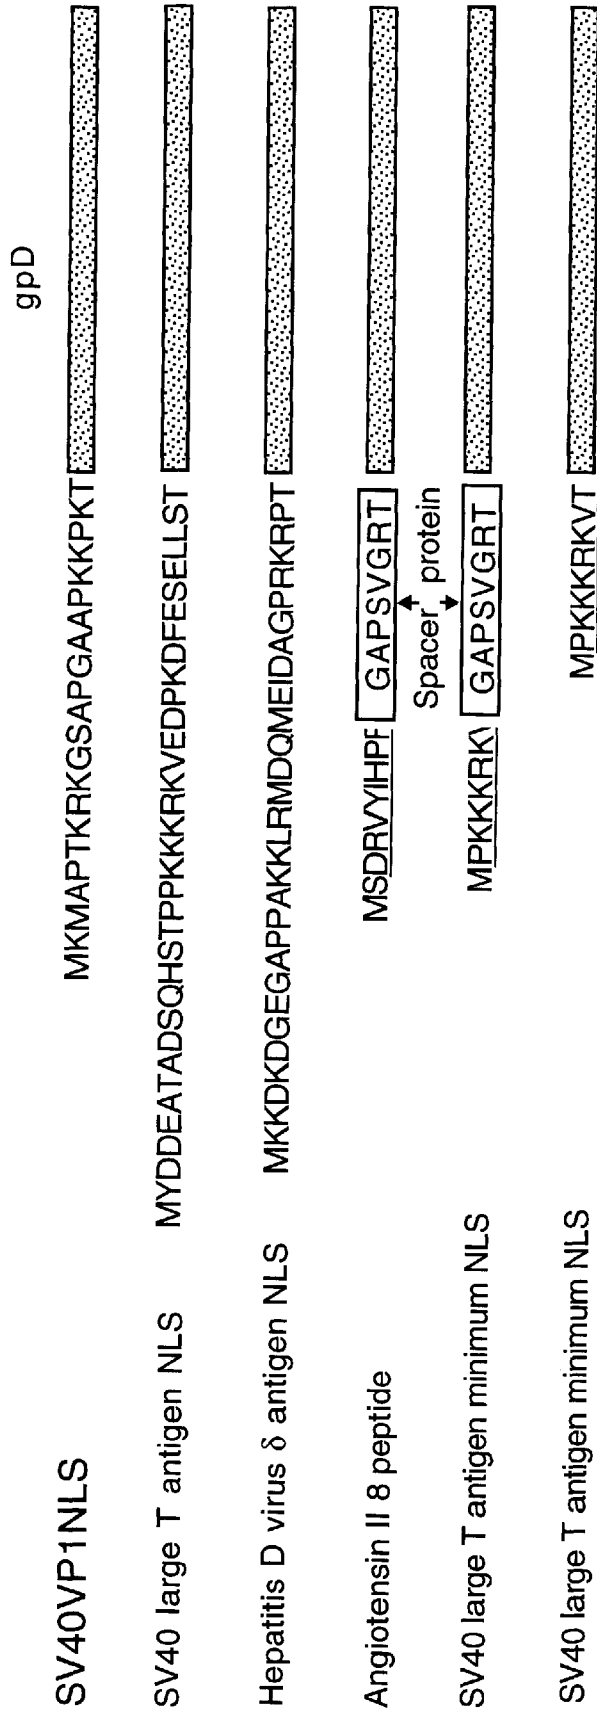 gpD
SV40VP1NLS MKMAPTKRKGSAPGAAPKKPKT
SV40 large T antigen NLS MYDDEATADSQHSTPPKKKRKVEDPKDFESELLST
Hepatitis D virus δ antigen NLS MKKDKDGEGAPPAKKLRMDQMEIDAGPRKRPT
Angiotensin II 8 peptide MSDRVYIHPF GAPSVGRT
Spacer protein
SV40 large T antigen minimum NLS MPKKKRKV GAPSVGRT
SV40 large T antigen minimum NLS MPKKKRKVT